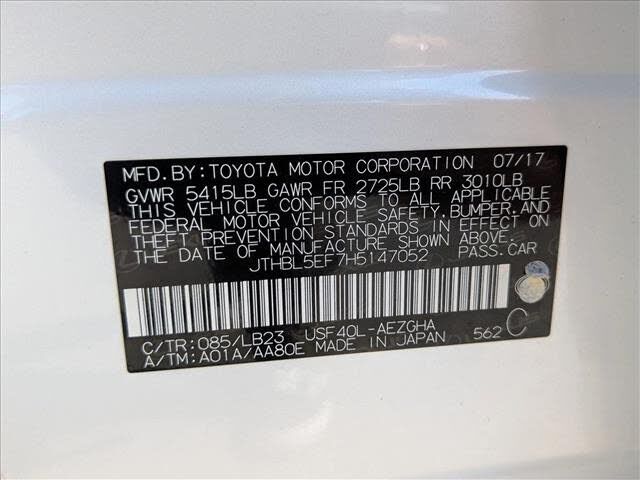 MFD.BY:TOYOTA MOTOR CORPORATION 07/17
GVWR 5415LB GAWR FR 2725LB RR 3010LB
THIS VEHICLE CONFORMS TO ALL APPLICABLE
FEDERAL MOTOR VEHICLE SAFETY,BUMPER,AND
THEFT PREVENTION STANDARDS IN EFFECT ON
THE DATE OF MANUFACTURE SHOWN ABOVE.
JTHBL5EF7H5147052 PASS.CAR
C/TR:085/LB23 USF40L-AEZGHA
A/TM:A01A/AA80E MADE IN JAPAN 562 C